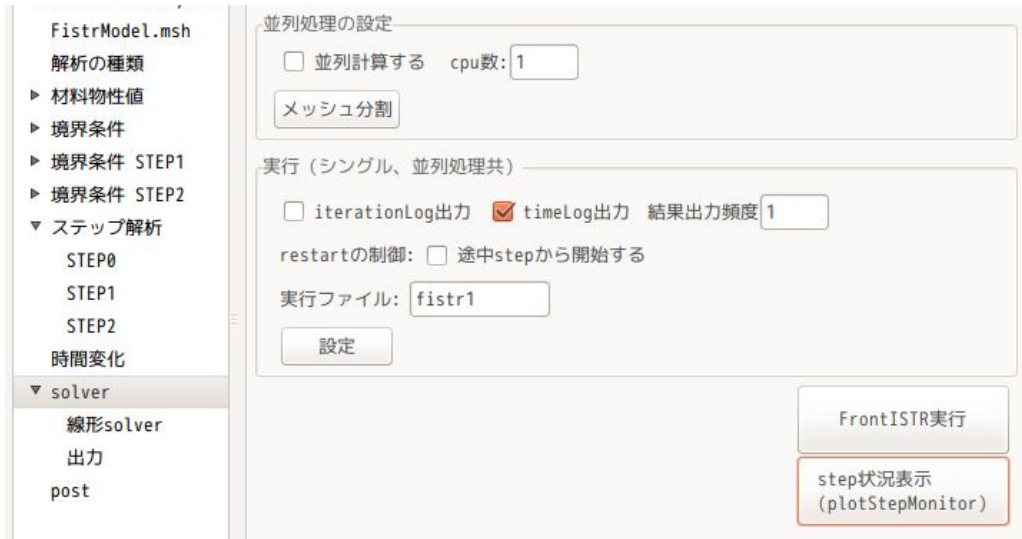 FistrModel.msh
解析の種類
材料物性値
境界条件
境界条件 STEP1
境界条件 STEP2
ステップ解析
STEP0
STEP1
STEP2
時間変化
solver
線形solver
出力
post
並列処理の設定
並列計算する cpu数: 1
メッシュ分割
実行 (シングル、並列処理共)
iterationLog出力 timeLog出力 結果出力頻度 1
restartの制御: 途中stepから開始する
実行ファイル: fistr1
設定
FrontISTR実行
step状況表示
(plotStepMonitor)